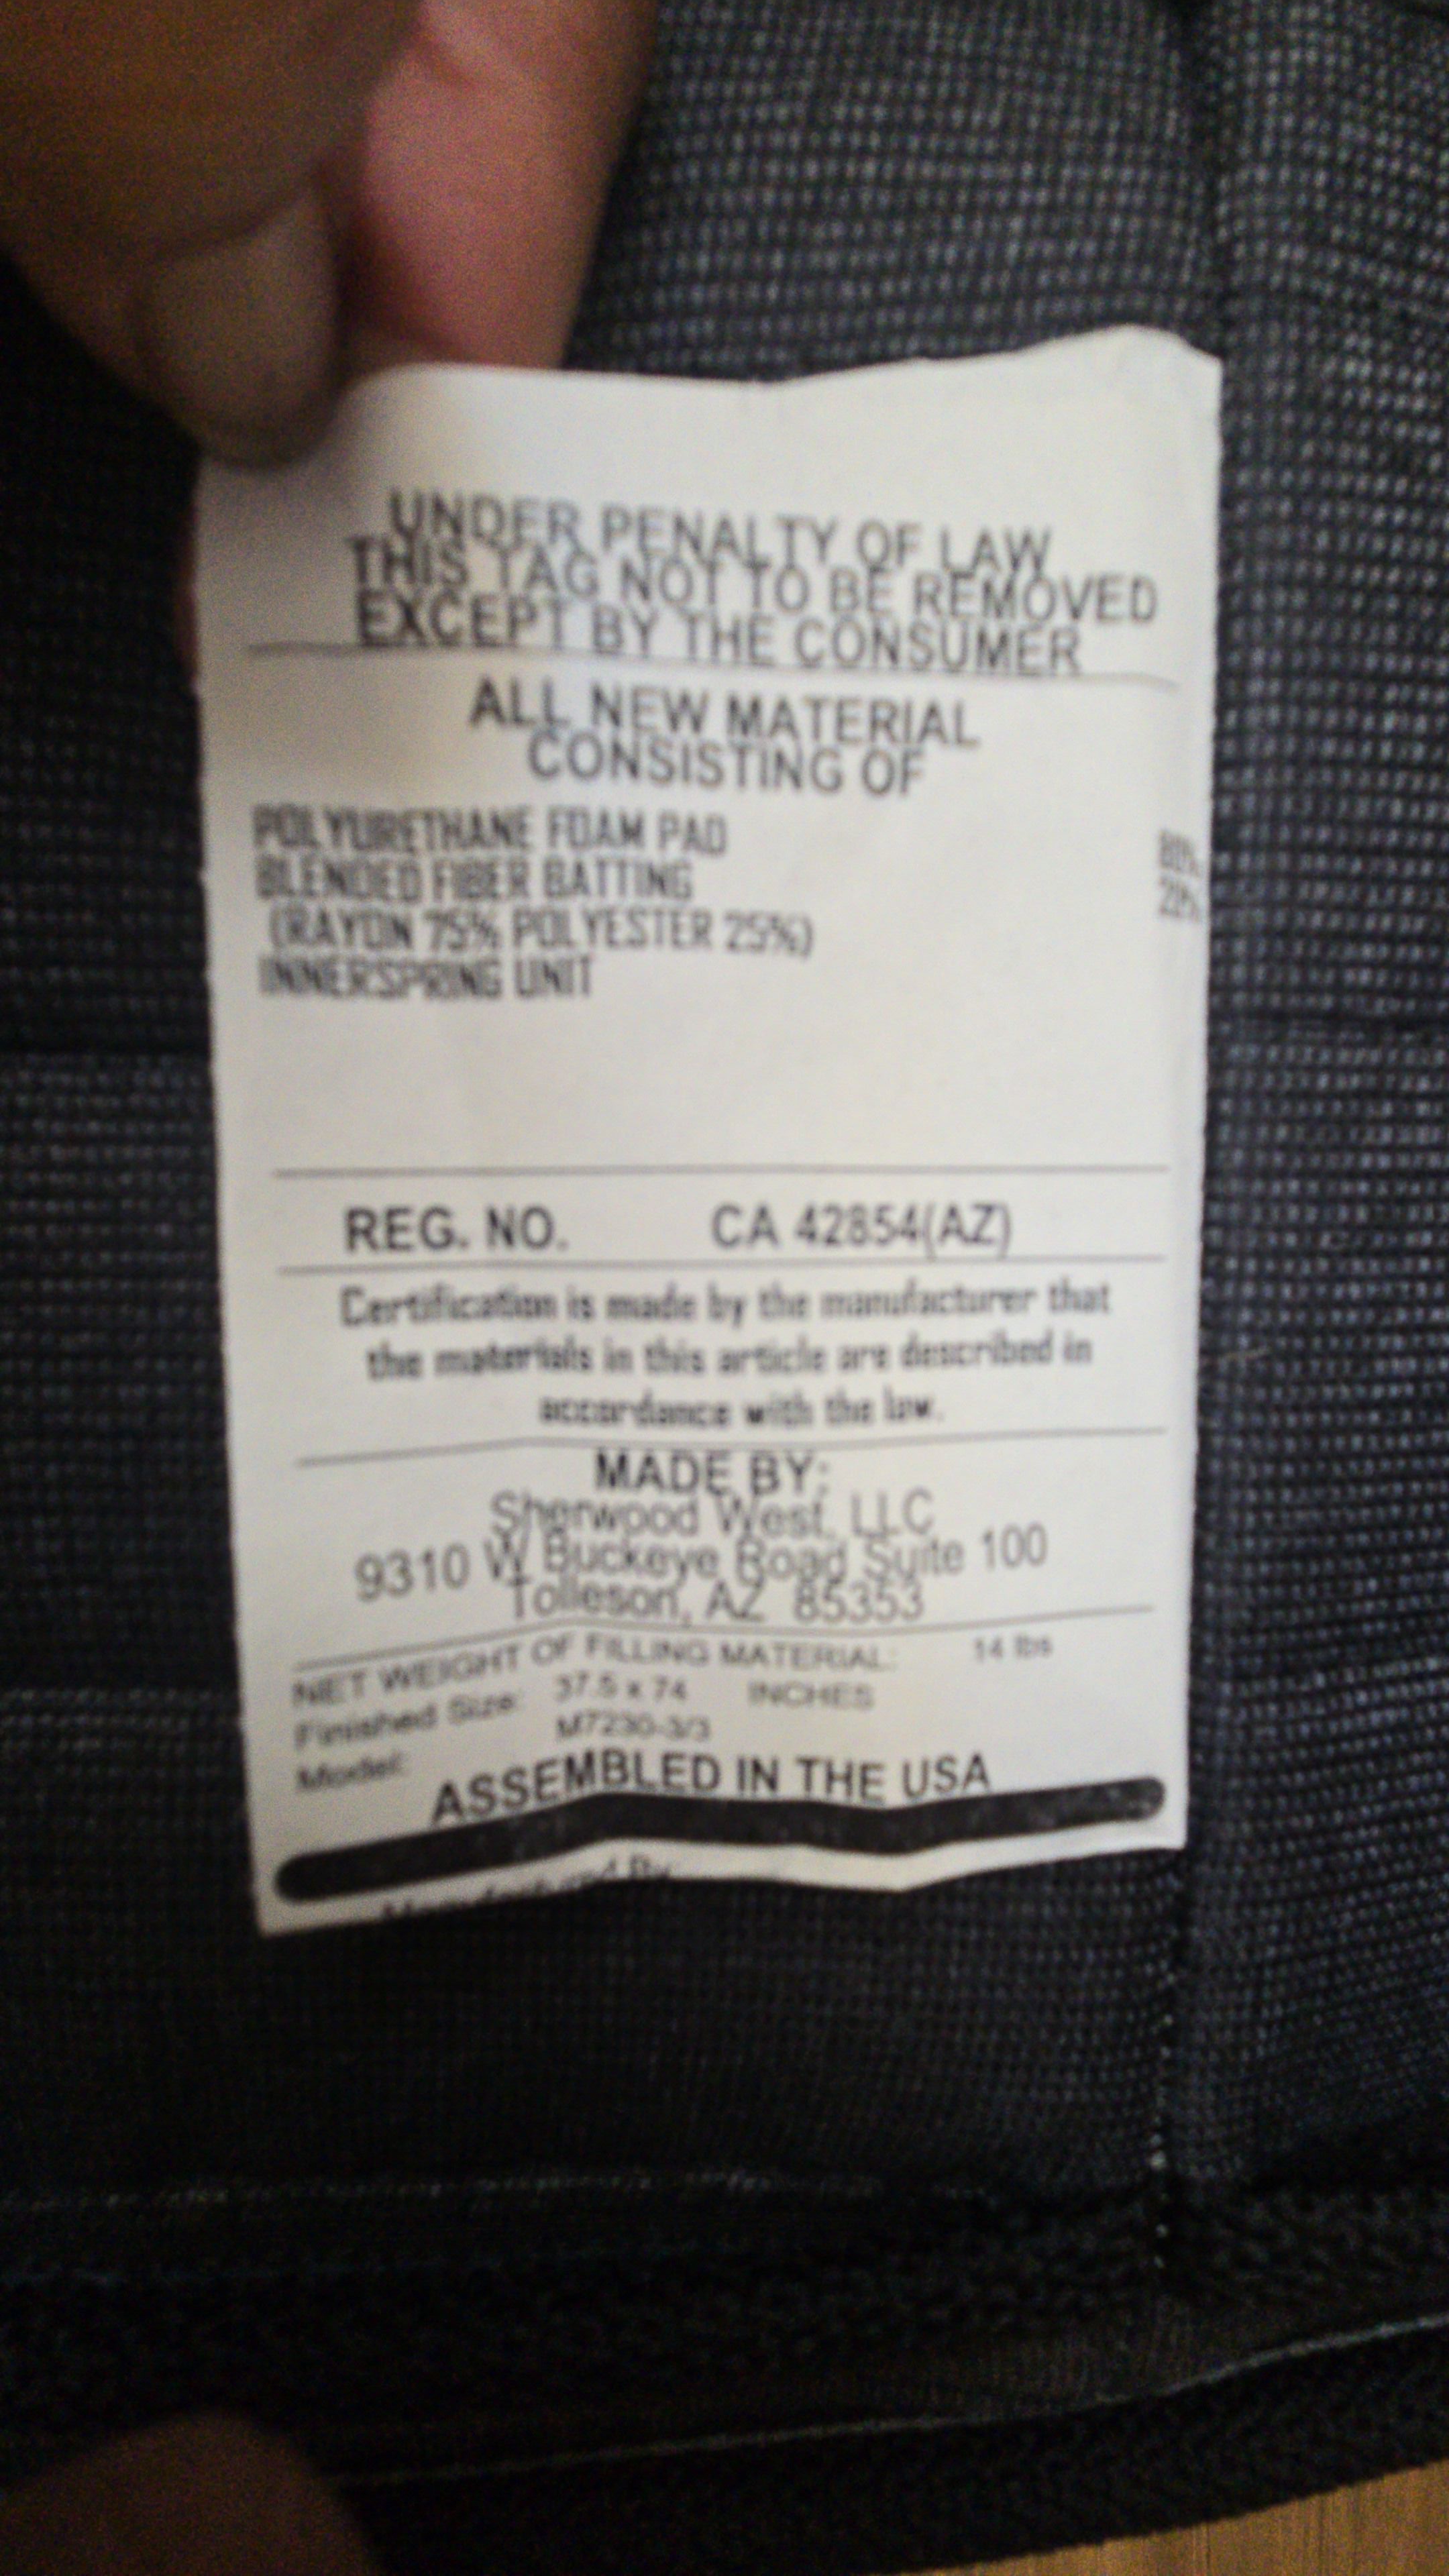 UNDER PENALTY OF LAW
THIS TAG NOT TO BE REMOVED
EXCEPT BY THE CONSUMER
ALL NEW MATERIAL
CONSISTING OF
POLYURETHANE FOAM PAD
BLENDED FIBER BATTING
(RAYON 75% POLYESTER 25%)
INNERSPRING UNIT
REG. NO. CA 42854(AZ)
Certification is made by the manufacturer that
the materials in this article are described in
accordance with the law.
MADE BY:
Sherwood West, LLC
9310 W Buckeye Road Suite 100
Tolleson, AZ 85353
NET WEIGHT OF FILLING MATERIAL: 14 lbs
Finished Size: 37.5 x 74 INCHES
Model: M7230-3/3
ASSEMBLED IN THE USA